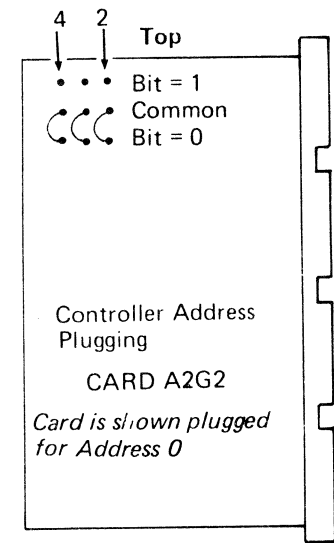 4 2
Top
Bit = 1
Common
Bit = 0
Controller Address
Plugging
CARD A2G2
Card is shown plugged
for Address 0